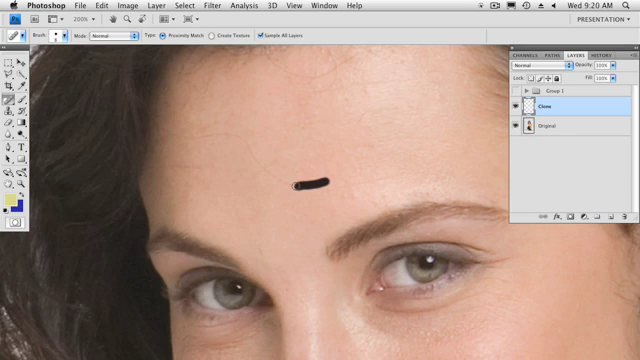 Photoshop File Edit Image Layer Select Filter Analysis 3D View Window Help Wed 9:20 AM
Ps 200% PRESENTATION
Brush: Mode: Normal Type: Proximity Match Create Texture Sample All Layers
CHANNELS PATHS LAYERS HISTORY
Normal Opacity: 100%
Lock: Fill: 100%
Group 1
Clone
Original
fx